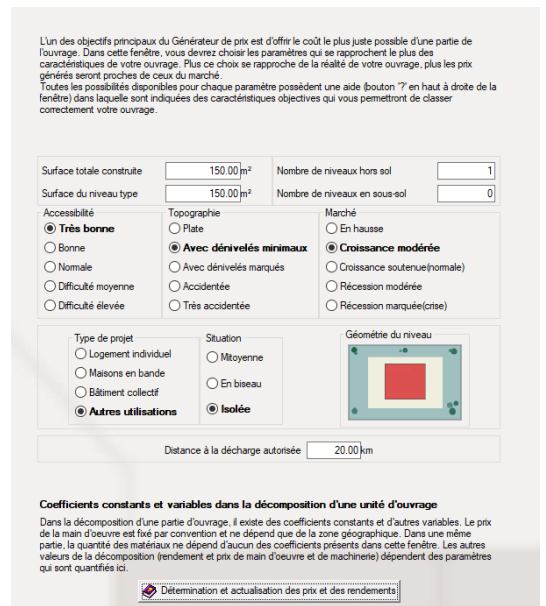 L'un des objectifs principaux du Générateur de prix est d'offrir le coût le plus juste possible d'une partie de
l'ouvrage. Dans cette fenêtre, vous devrez choisir les paramètres qui se rapprochent le plus des
caractéristiques de votre ouvrage. Plus ce choix se rapproche de la réalité de votre ouvrage, plus les prix
générés seront proches de ceux du marché.
Toutes les possibilités disponibles pour chaque paramètre possèdent une aide (bouton '?' en haut à droite de la
fenêtre) dans laquelle sont indiquées des caractéristiques objectives qui vous permettront de classer
correctement votre ouvrage.
Surface totale construite 150.00 m² Nombre de niveaux hors sol 1
Surface du niveau type 150.00 m² Nombre de niveaux en sous-sol 0
Accessibilité Topographie Marché
Très bonne Plate En hausse
Bonne Avec dénivelés minimaux Croissance modérée
Normale Avec dénivelés marqués Croissance soutenue(normale)
Difficulté moyenne Accidentée Récession modérée
Difficulté élevée Très accidentée Récession marquée(crise)
Type de projet Situation Géométrie du niveau
Logement individuel Mitoyenne
Maisons en bande
En biseau
Bâtiment collectif
Autres utilisations Isolée
Distance à la décharge autorisée 20.00 km
Coefficients constants et variables dans la décomposition d'une unité d'ouvrage
Dans la décomposition d'une partie d'ouvrage, il existe des coefficients constants et d'autres variables. Le prix
de la main d'oeuvre est fixé par convention et ne dépend que de la zone géographique. Dans une même
partie, la quantité des matériaux ne dépend d'aucun des coefficients présents dans cette fenêtre. Les autres
valeurs de la décomposition (rendement et prix de main d'oeuvre et de machinerie) dépendent des paramètres
qui sont quantifiés ici.
Détermination et actualisation des prix et des rendements